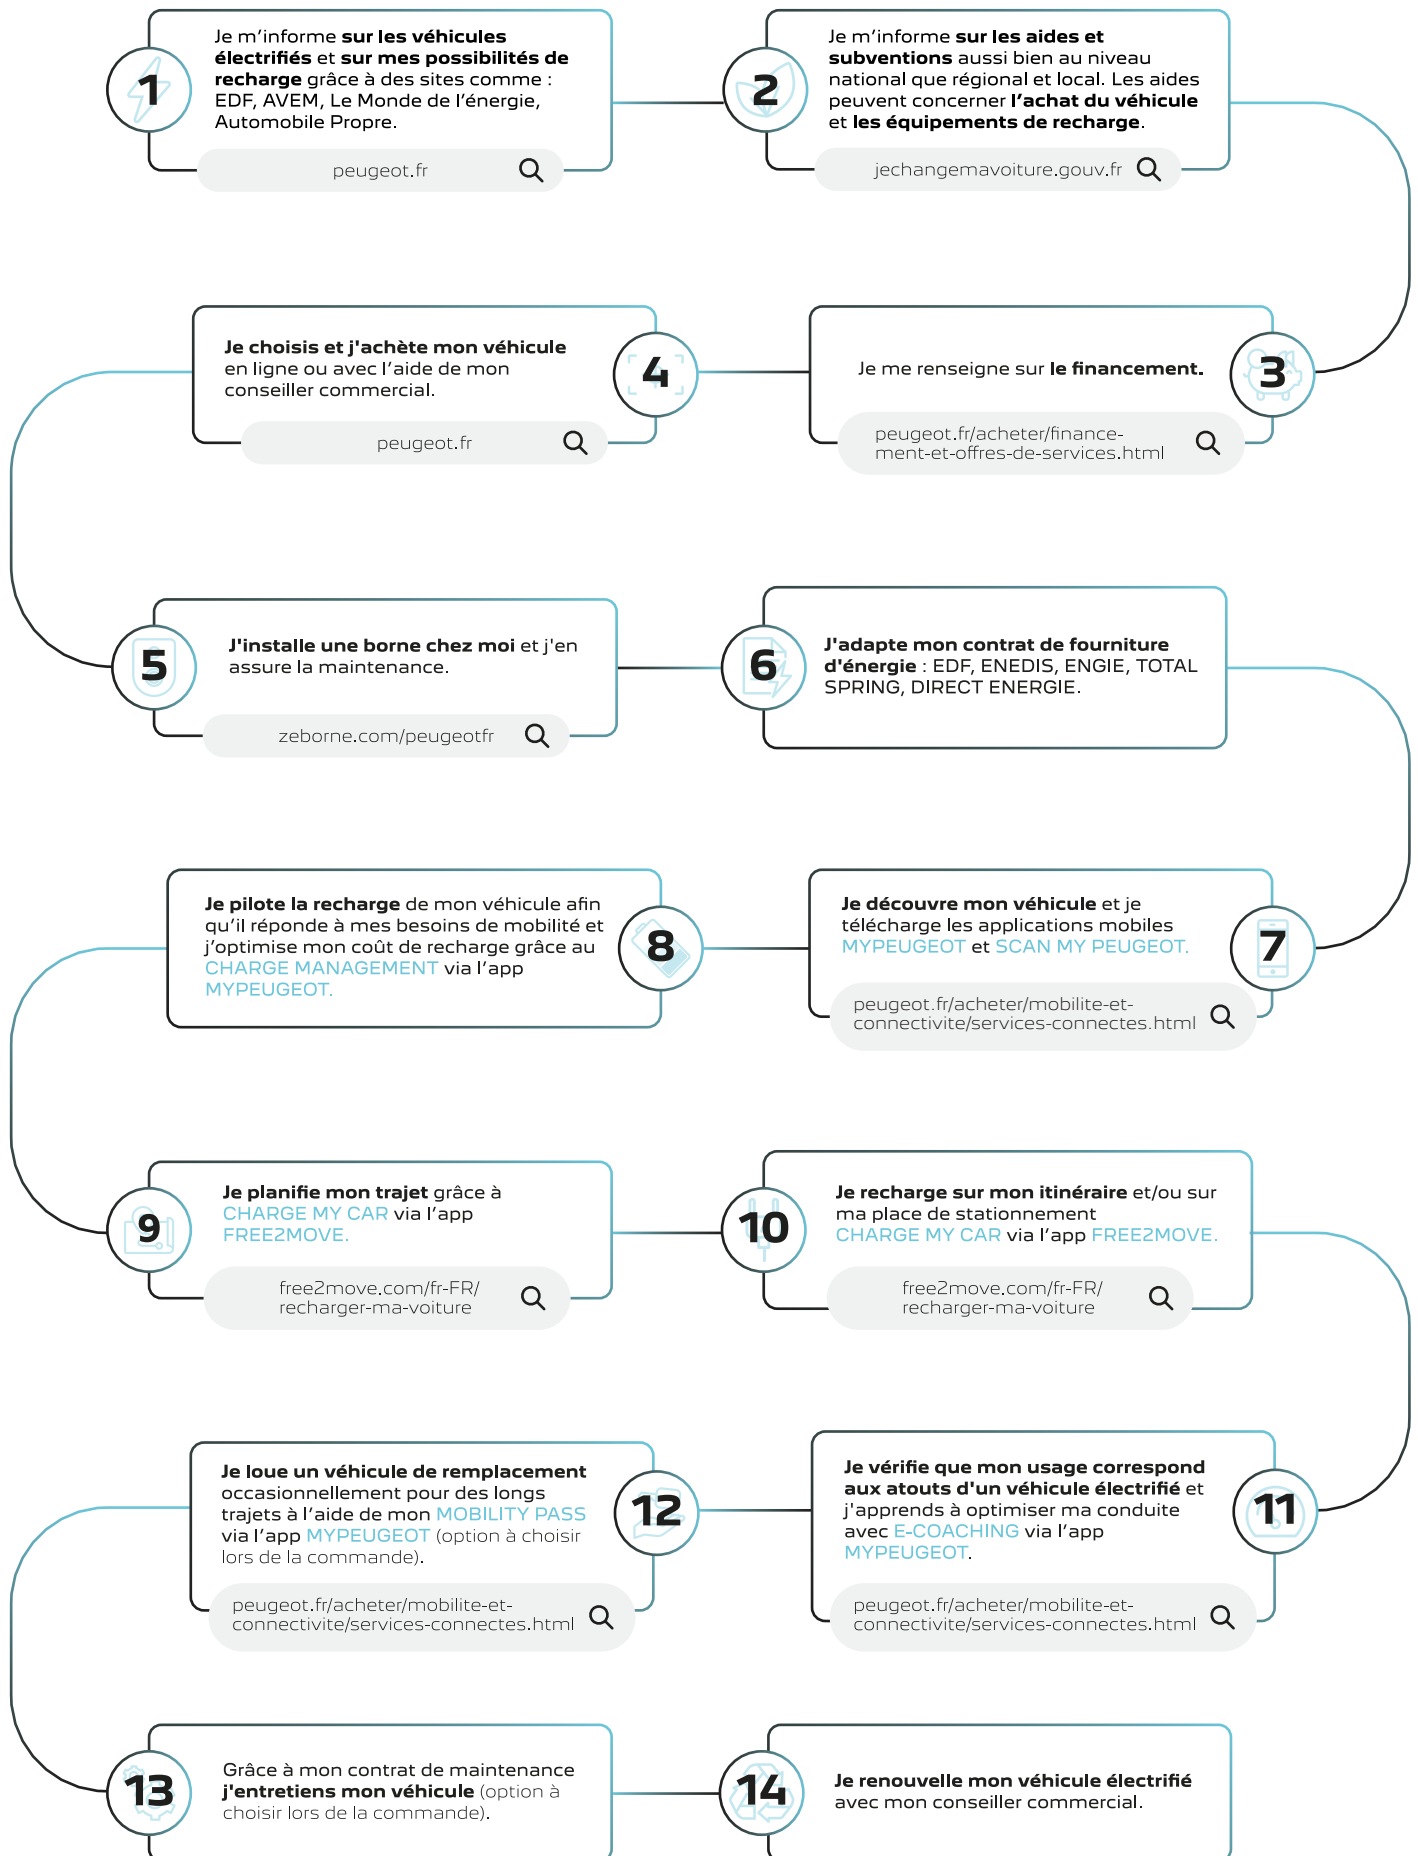 1
Je m’informe sur les véhicules
électrifiés et sur mes possibilités de
recharge grâce à des sites comme :
EDF, AVEM, Le Monde de l’énergie,
Automobile Propre.
peugeot.fr
2
Je m’informe sur les aides et
subventions aussi bien au niveau
national que régional et local. Les aides
peuvent concerner l’achat du véhicule
et les équipements de recharge.
jechangemavoiture.gouv.fr
3
Je me renseigne sur le financement.
peugeot.fr/acheter/finance-
ment-et-offres-de-services.html
4
Je choisis et j'achète mon véhicule
en ligne ou avec l’aide de mon
conseiller commercial.
peugeot.fr
5
J'installe une borne chez moi et j'en
assure la maintenance.
zeborne.com/peugeotfr
6
J'adapte mon contrat de fourniture
d'énergie : EDF, ENEDIS, ENGIE, TOTAL
SPRING, DIRECT ENERGIE.
7
Je découvre mon véhicule et je
télécharge les applications mobiles
MYPEUGEOT et SCAN MY PEUGEOT.
peugeot.fr/acheter/mobilite-et-
connectivite/services-connectes.html
8
Je pilote la recharge de mon véhicule afin
qu’il réponde à mes besoins de mobilité et
j’optimise mon coût de recharge grâce au
CHARGE MANAGEMENT via l’app
MYPEUGEOT.
9
Je planifie mon trajet grâce à
CHARGE MY CAR via l’app
FREE2MOVE.
free2move.com/fr-FR/
recharger-ma-voiture
10
Je recharge sur mon itinéraire et/ou sur
ma place de stationnement
CHARGE MY CAR via l’app FREE2MOVE.
free2move.com/fr-FR/
recharger-ma-voiture
11
Je vérifie que mon usage correspond
aux atouts d'un véhicule électrifié et
j'apprends à optimiser ma conduite
avec E-COACHING via l’app
MYPEUGEOT.
peugeot.fr/acheter/mobilite-et-
connectivite/services-connectes.html
12
Je loue un véhicule de remplacement
occasionnellement pour des longs
trajets à l’aide de mon MOBILITY PASS
via l’app MYPEUGEOT (option à choisir
lors de la commande).
peugeot.fr/acheter/mobilite-et-
connectivite/services-connectes.html
13
Grâce à mon contrat de maintenance
j'entretiens mon véhicule (option à
choisir lors de la commande).
14
Je renouvelle mon véhicule électrifié
avec mon conseiller commercial.